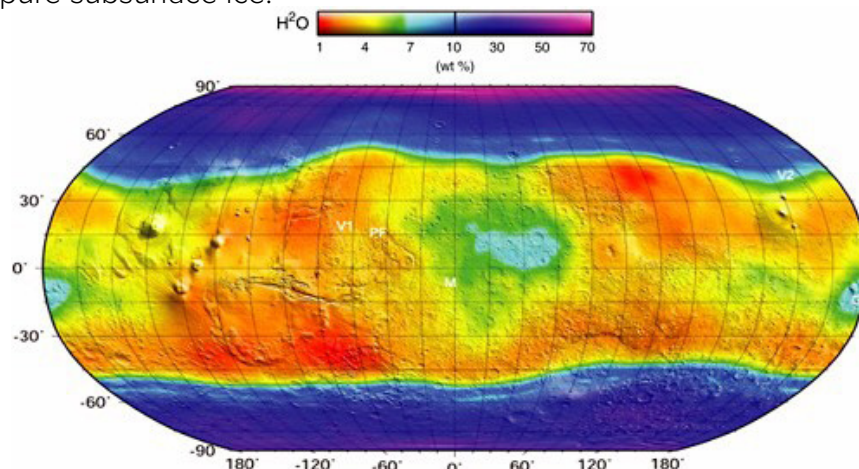 pure subsurface ice.
H²O
1 4 7 10 30 50 70
(wt %)
90°
60°
V2
30°
V1
PF
0°
M
-30°
-60°
-90
180° -120° -60° 0° 60° 120° 180°